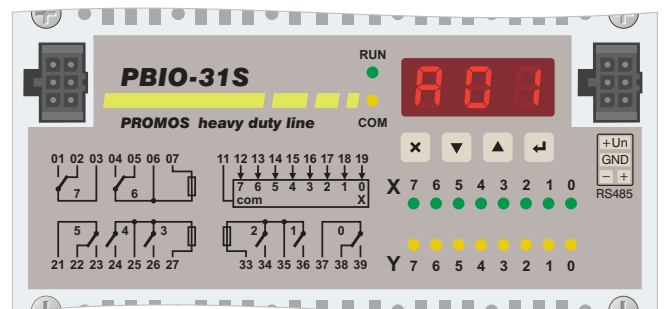 RUN
PBIO-31S
A01
COM
PROMOS heavy duty line
+Un
GND
- +
RS485
01 02 03 04 05 06 07 11 12 13 14 15 16 17 18 19
7 6 7 6 5 4 3 2 1 0
com X
X 7 6 5 4 3 2 1 0
5 4 3 2 1 0
21 22 23 24 25 26 27 33 34 35 36 37 38 39
Y 7 6 5 4 3 2 1 0